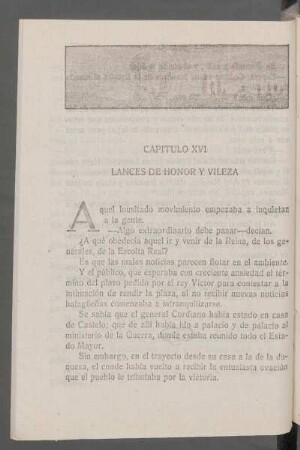 CAPITULO XVI
LANCES DE HONOR Y VILEZA
Aquel inusitado movimiento empezaba a inquietar
a la gente.
—Algo extraordinario debe pasar—decían.
¿A qué obedecía aquel ir y venir de la Reina, de los ge-
nerales, de la Escolta Real?
Es que las malas noticias parecen flotar en el ambiente.
Y el público, que esperaba con creciente ansiedad el tér-
mino del plazo pedido por el rey Víctor para contestar a la
intimación de rendir la plaza, al no recibir nuevas noticias
halagüeñas comenzaba a intranquilizarse.
Se sabía que el general Cordiano había estado en casa
de Castelo; que de allí había ido a palacio y de palacio al
ministerio de la Guerra, donde estaba reunido todo el Esta-
do Mayor.
Sin embargo, en el trayecto desde su casa a la de la du-
quesa, el conde había vuelto a recibir la entusiasta ovación
que el pueblo le tributaba por la victoria.